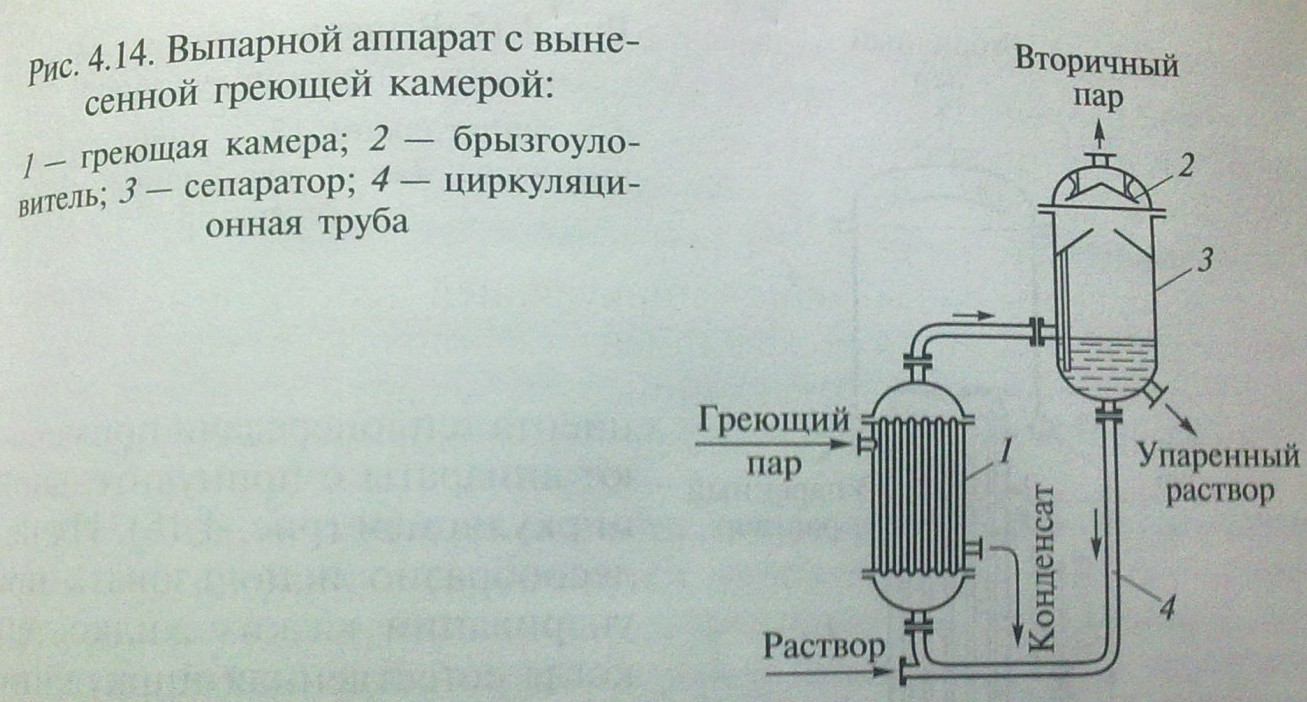 Рис. 4.14. Выпарной аппарат с выне-
сенной греющей камерой:
1 — греющая камера; 2 — брызгоуло-
витель; 3 — сепаратор; 4 — циркуляци-
онная труба
Вторичный
пар
2
3
Греющий
пар
1
Упаренный
раствор
Конденсат
4
Раствор